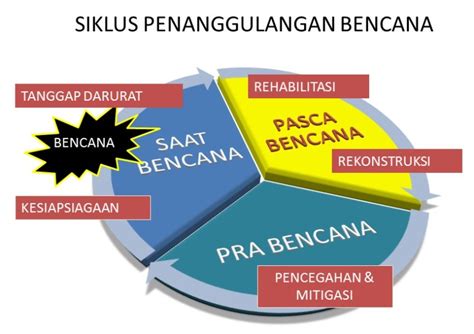 SIKLUS PENANGGULANGAN BENCANA
TANGGAP DARURAT
REHABILITASI
BENCANA
SAAT
BENCANA
PASCA
BENCANA
REKONSTRUKSI
KESIAPSIAGAAN
PRA BENCANA
PENCEGAHAN &
MITIGASI